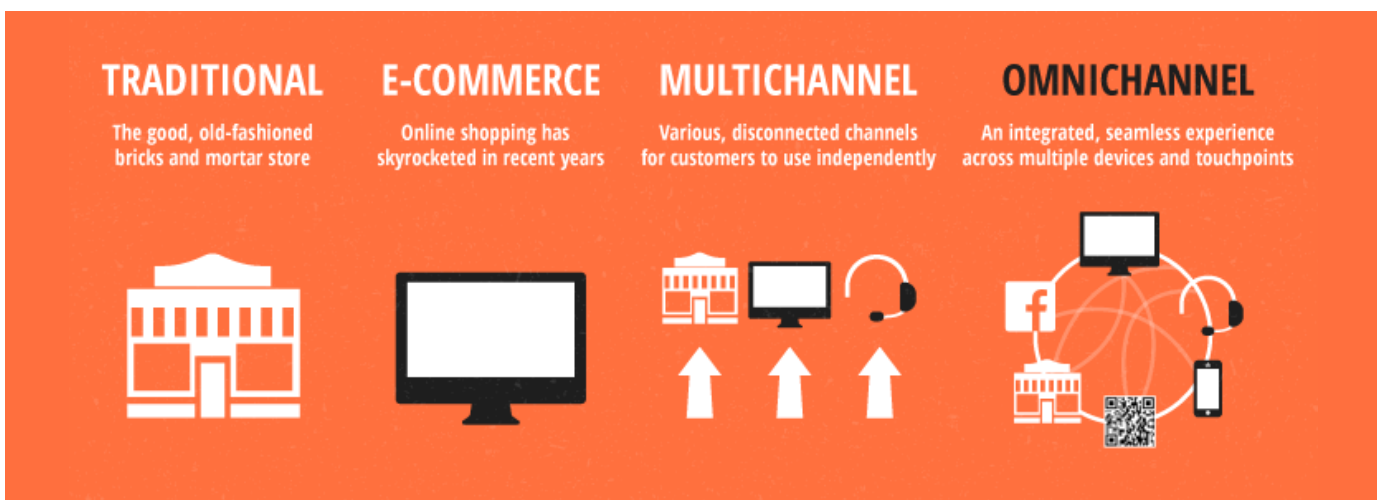 TRADITIONAL
The good, old-fashioned
bricks and mortar store
E-COMMERCE
Online shopping has
skyrocketed in recent years
MULTICHANNEL
Various, disconnected channels
for customers to use independently
OMNICHANNEL
An integrated, seamless experience
across multiple devices and touchpoints